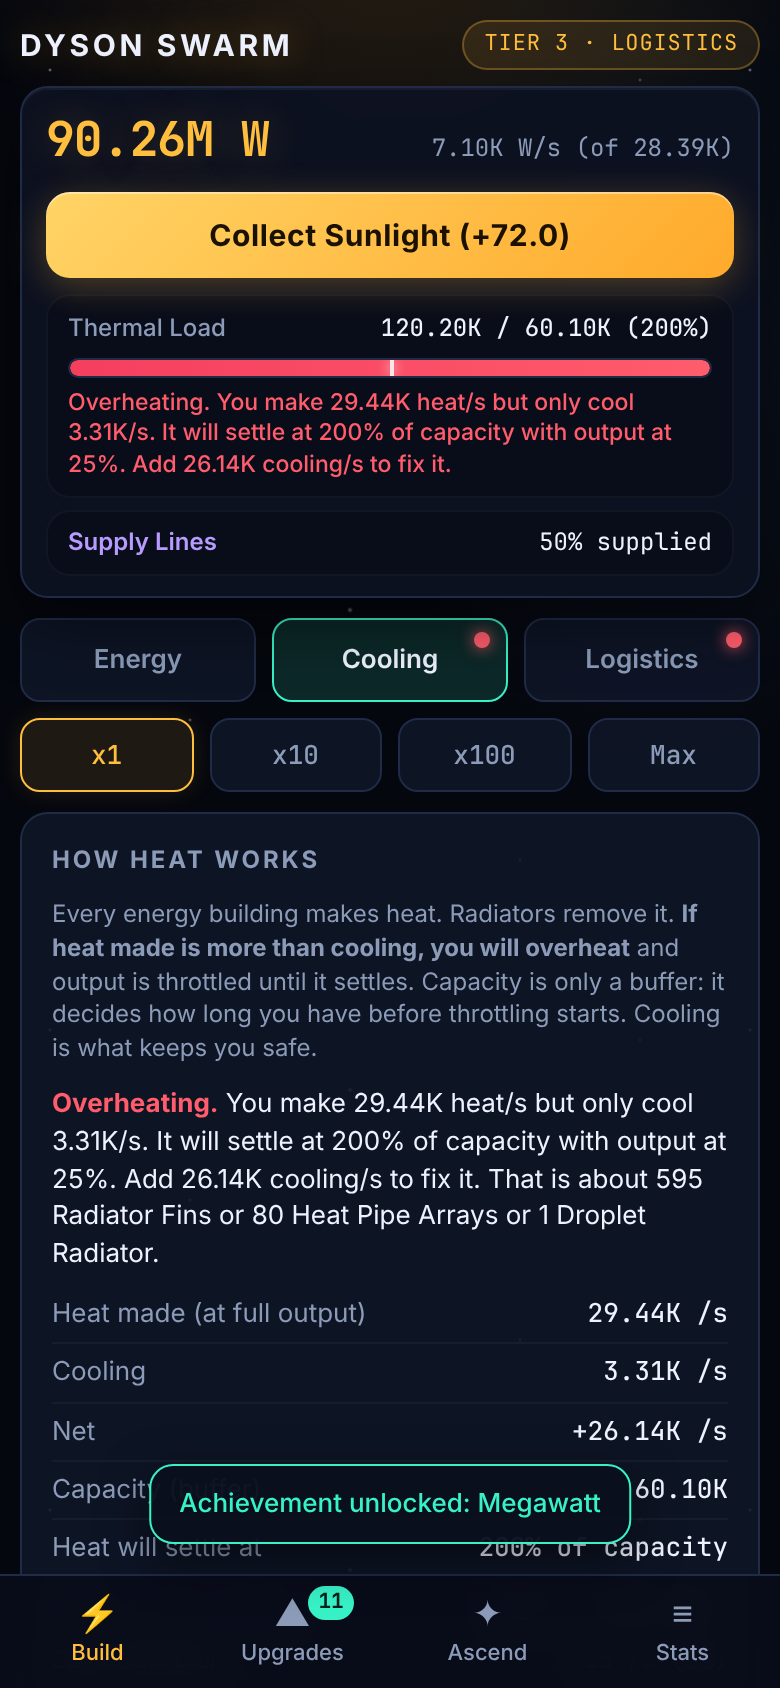 DYSON SWARM
TIER 3 · LOGISTICS
90.26M W
7.10K W/s (of 28.39K)
Collect Sunlight (+72.0)
Thermal Load
120.20K / 60.10K (200%)
Overheating. You make 29.44K heat/s but only cool
3.31K/s. It will settle at 200% of capacity with output at
25%. Add 26.14K cooling/s to fix it.
Supply Lines
50% supplied
Energy
Cooling
Logistics
x1
x10
x100
Max
HOW HEAT WORKS
Every energy building makes heat. Radiators remove it. If
heat made is more than cooling, you will overheat and
output is throttled until it settles. Capacity is only a buffer: it
decides how long you have before throttling starts. Cooling
is what keeps you safe.
Overheating. You make 29.44K heat/s but only cool
3.31K/s. It will settle at 200% of capacity with output at
25%. Add 26.14K cooling/s to fix it. That is about 595
Radiator Fins or 80 Heat Pipe Arrays or 1 Droplet
Radiator.
Heat made (at full output)
29.44K /s
Cooling
3.31K /s
Net
+26.14K /s
Capacity (buffer)
60.10K
Achievement unlocked: Megawatt
Heat will settle at
200% of capacity
11
Build
Upgrades
Ascend
Stats